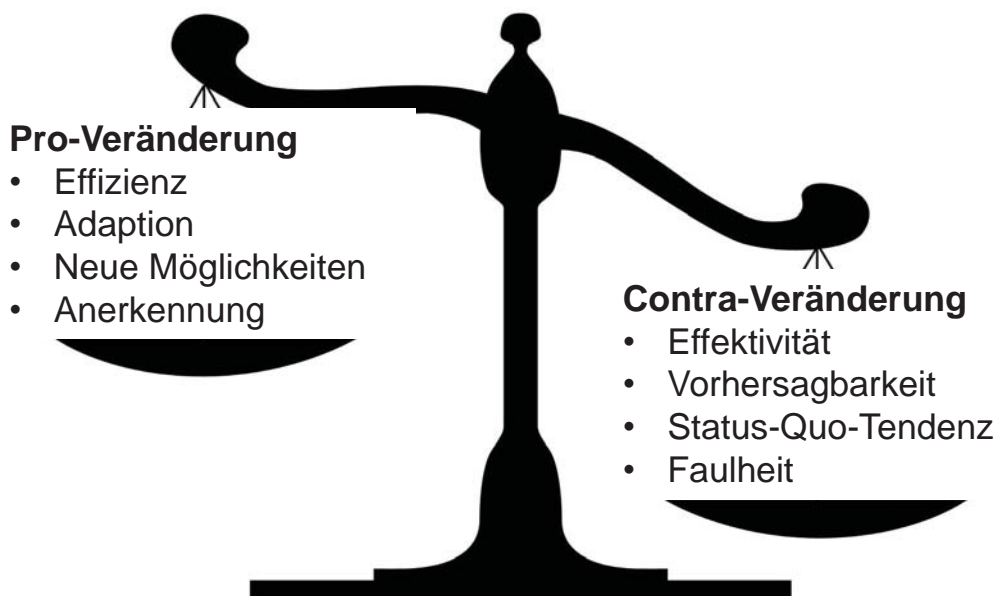 Pro-Veränderung
• Effizienz
• Adaption
• Neue Möglichkeiten
• Anerkennung
Contra-Veränderung
• Effektivität
• Vorhersagbarkeit
• Status-Quo-Tendenz
• Faulheit